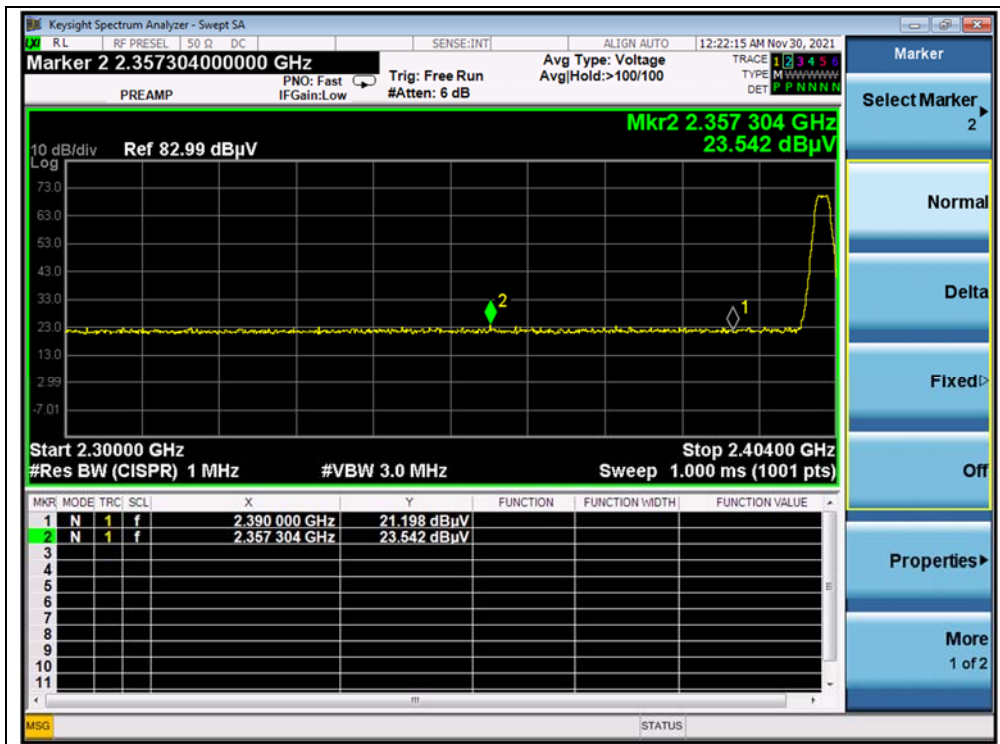 Keysight Spectrum Analyzer - Swept SA
LXI RL RF PRESEL 50 Ω DC SENSE:INT ALIGN AUTO 12:22:15 AM Nov 30, 2021
Marker 2 2.357304000000 GHz
PREAMP
PNO: Fast
IFGain:Low
Trig: Free Run
#Atten: 6 dB
Avg Type: Voltage
Avg|Hold:>100/100
TRACE 1 2 3 4 5 6
TYPE M W W W W W
DET P P N N N N
Mkr2 2.357 304 GHz
23.542 dBµV
10 dB/div Ref 82.99 dBµV
Log
73.0
63.0
53.0
43.0
33.0
23.0
13.0
2.99
-7.01
2
1
Start 2.30000 GHz Stop 2.40400 GHz
#Res BW (CISPR) 1 MHz #VBW 3.0 MHz Sweep 1.000 ms (1001 pts)
MKR MODE TRC SCL X Y FUNCTION FUNCTION WIDTH FUNCTION VALUE
1 N 1 f 2.390 000 GHz 21.198 dBµV
2 N 1 f 2.357 304 GHz 23.542 dBµV
3
4
5
6
7
8
9
10
11
MSG STATUS
Marker
Select Marker
2
Normal
Delta
Fixed
Off
Properties
More
1 of 2